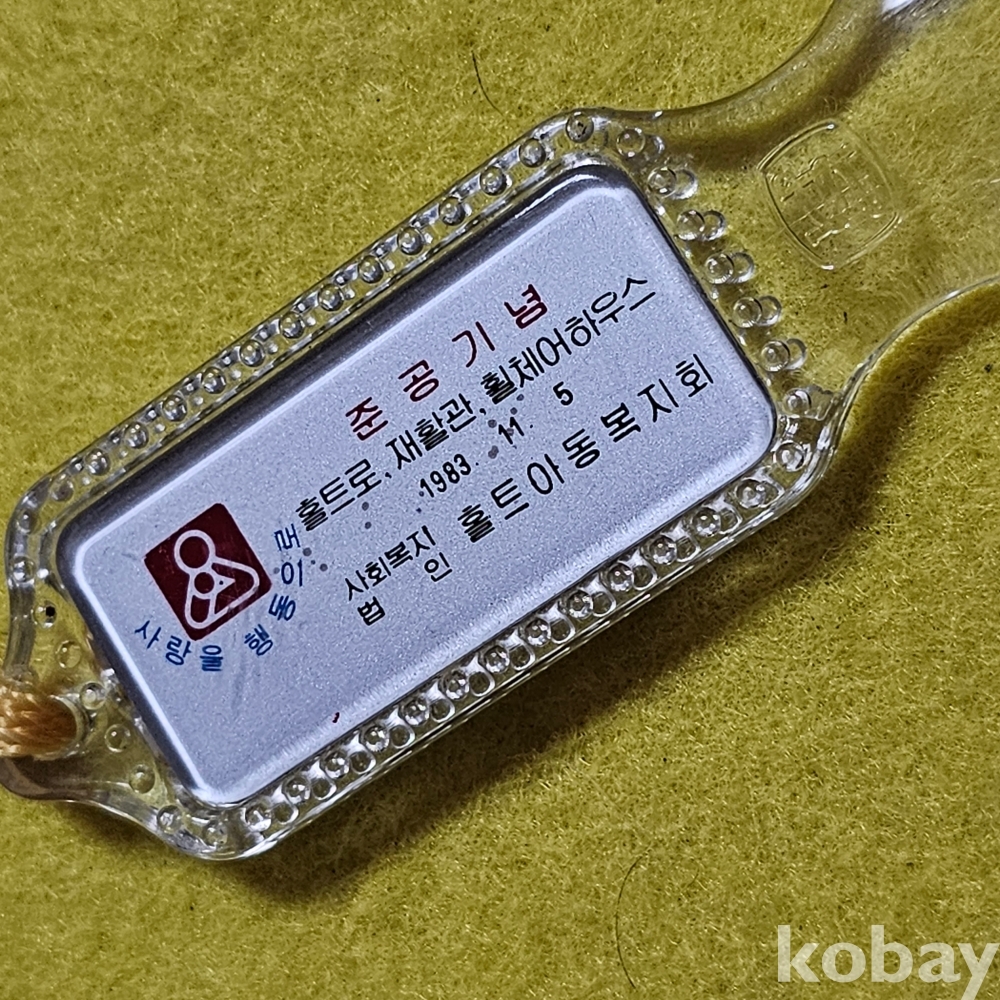 준공기념
홀트로, 재활관, 휠체어하우스
1983. 11. 5
사회복지
법인 홀트아동복지회
사랑을 행동으로
kobay